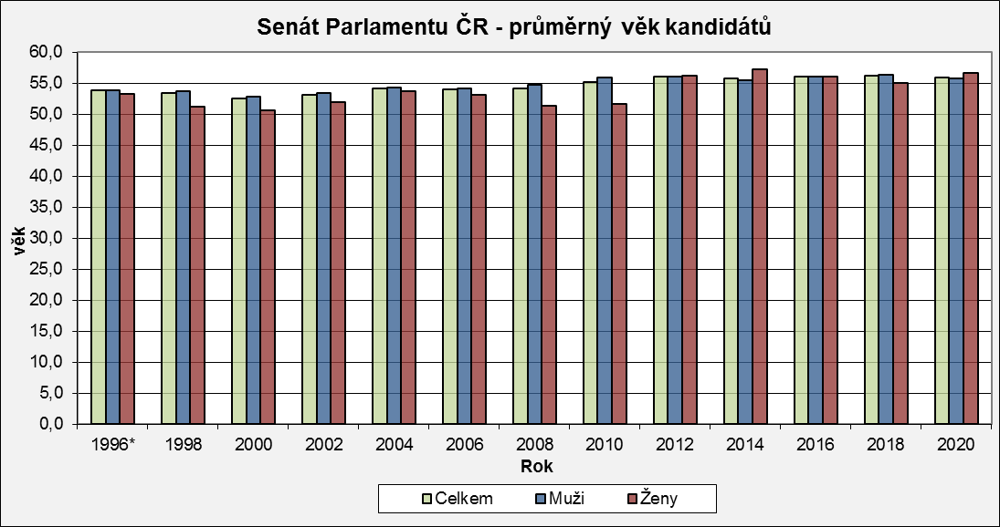 Senát Parlamentu ČR - průměrný věk kandidátů
60,0
55,0
50,0
45,0
40,0
35,0
30,0
25,0
20,0
15,0
10,0
5,0
0,0
věk
1996* 1998 2000 2002 2004 2006 2008 2010 2012 2014 2016 2018 2020
Rok
Celkem Muži Ženy